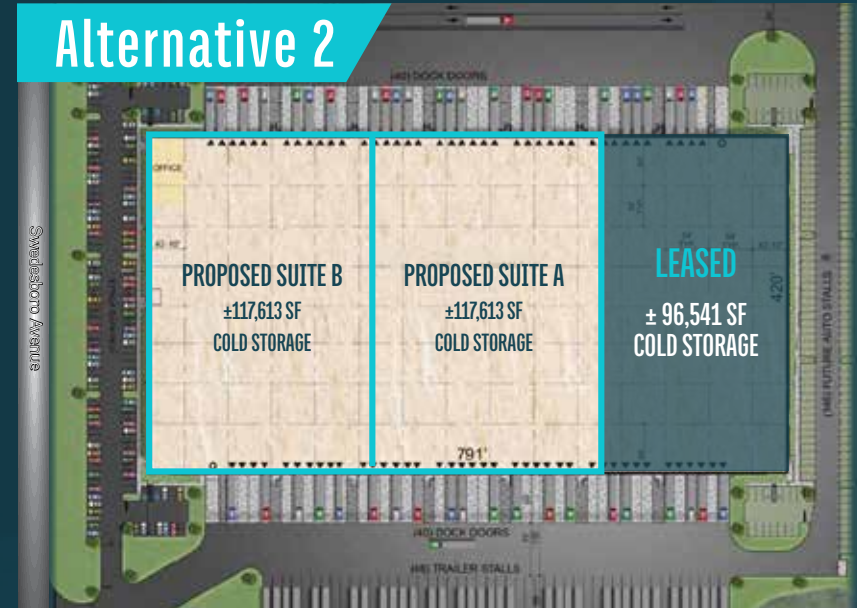 Alternative 2
(40) DOCK DOORS
OFFICE
Swedesboro Avenue
PROPOSED SUITE B
±117,613 SF
COLD STORAGE
PROPOSED SUITE A
±117,613 SF
COLD STORAGE
LEASED
± 96,541 SF
COLD STORAGE
420'
791'
(40) DOCK DOORS
TRAILER STALLS
FUTURE AUTO STALLS